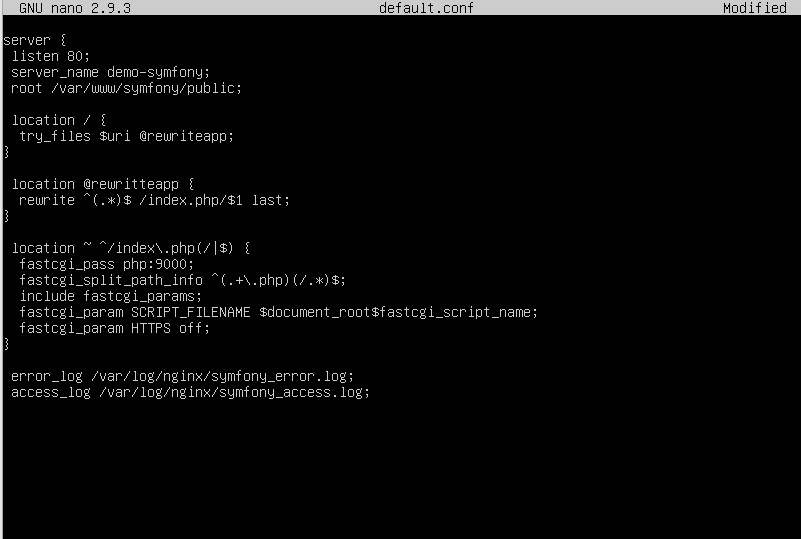 GNU nano 2.9.3 default.conf Modified
server {
listen 80;
server_name demo-symfony;
root /var/www/symfony/public;
location / {
try_files $uri @rewriteapp;
}
location @rewritteapp {
rewrite ^(.*)$ /index.php/$1 last;
}
location ~ ^/index\.php(/|$) {
fastcgi_pass php:9000;
fastcgi_split_path_info ^(.+\.php)(/.*)$;
include fastcgi_params;
fastcgi_param SCRIPT_FILENAME $document_root$fastcgi_script_name;
fastcgi_param HTTPS off;
}
error_log /var/log/nginx/symfony_error.log;
access_log /var/log/nginx/symfony_access.log;